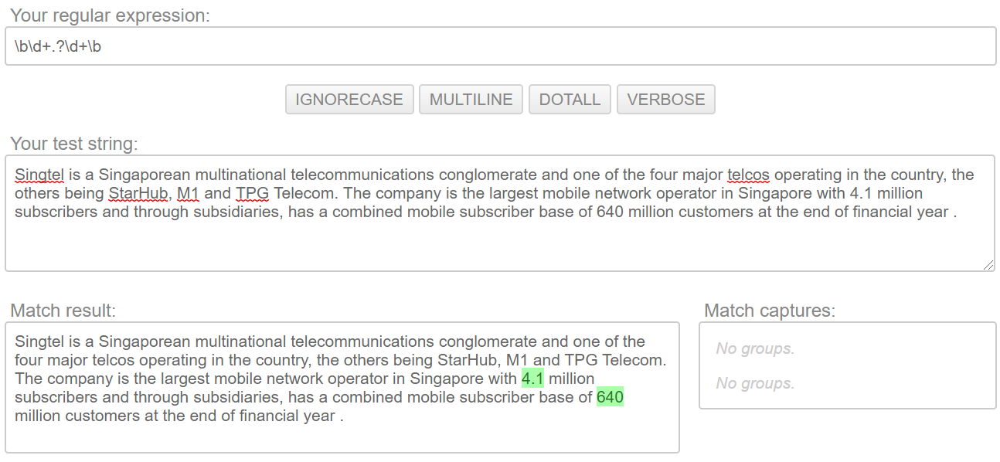 Your regular expression:
\b\d+.?\d+\b
IGNORECASE MULTILINE DOTALL VERBOSE
Your test string:
Singtel is a Singaporean multinational telecommunications conglomerate and one of the four major telcos operating in the country, the
others being StarHub, M1 and TPG Telecom. The company is the largest mobile network operator in Singapore with 4.1 million
subscribers and through subsidiaries, has a combined mobile subscriber base of 640 million customers at the end of financial year .
Match result:
Singtel is a Singaporean multinational telecommunications conglomerate and one of the
four major telcos operating in the country, the others being StarHub, M1 and TPG Telecom.
The company is the largest mobile network operator in Singapore with 4.1 million
subscribers and through subsidiaries, has a combined mobile subscriber base of 640
million customers at the end of financial year .
Match captures:
No groups.
No groups.